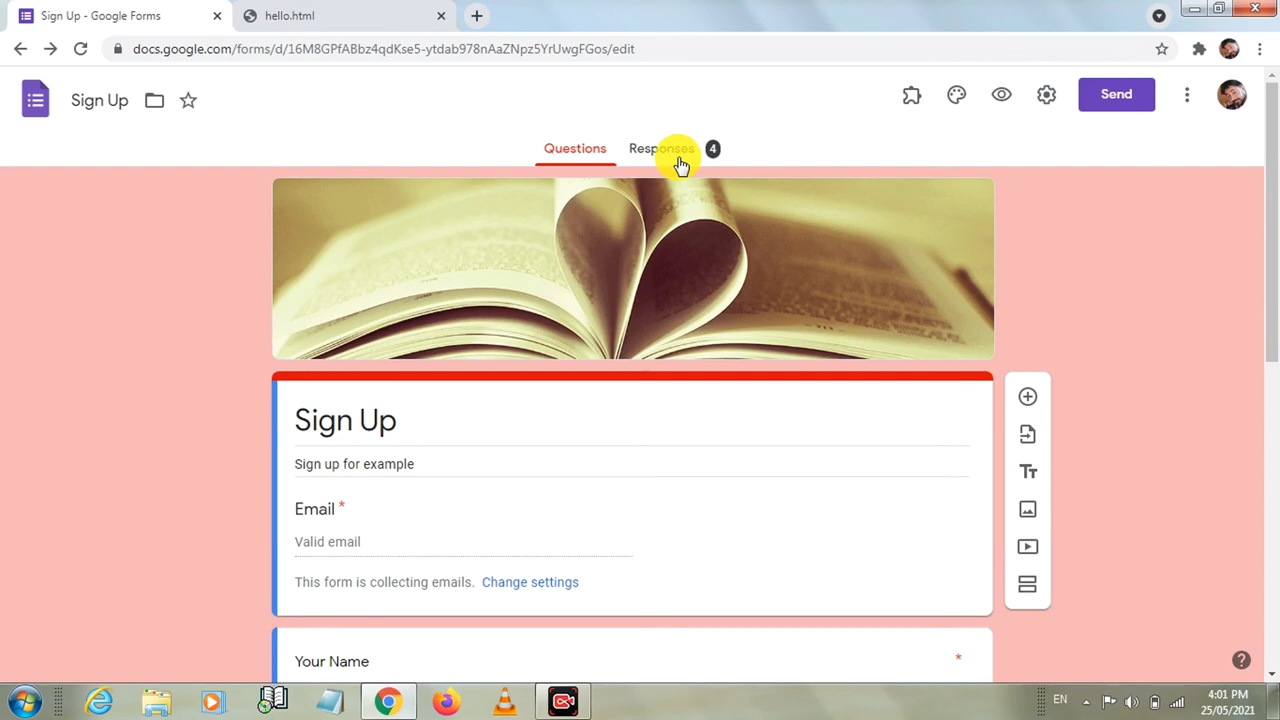 Sign Up - Google Forms
hello.html
docs.google.com/forms/d/16M8GPfABbz4qdKse5-ytdab978nAaZNpz5YrUwgFGos/edit
Sign Up
Send
Questions
Responses
4
Sign Up
Sign up for example
Email *
Valid email
This form is collecting emails. Change settings
Your Name
*
EN
4:01 PM
25/05/2021